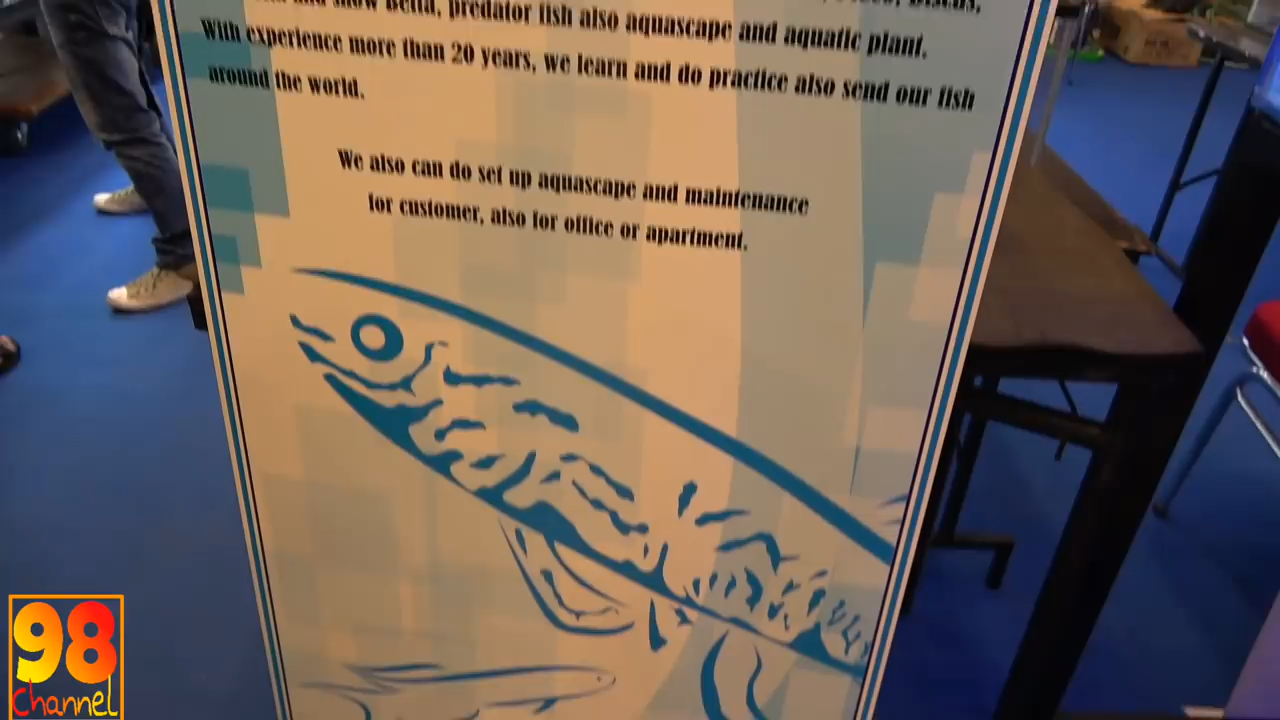 show Betta, predator fish also aquascape and aquatic plant.
With experience more than 20 years, we learn and do practice also send our fish
around the world.
We also can do set up aquascape and maintenance
for customer, also for office or apartment.
98
Channel